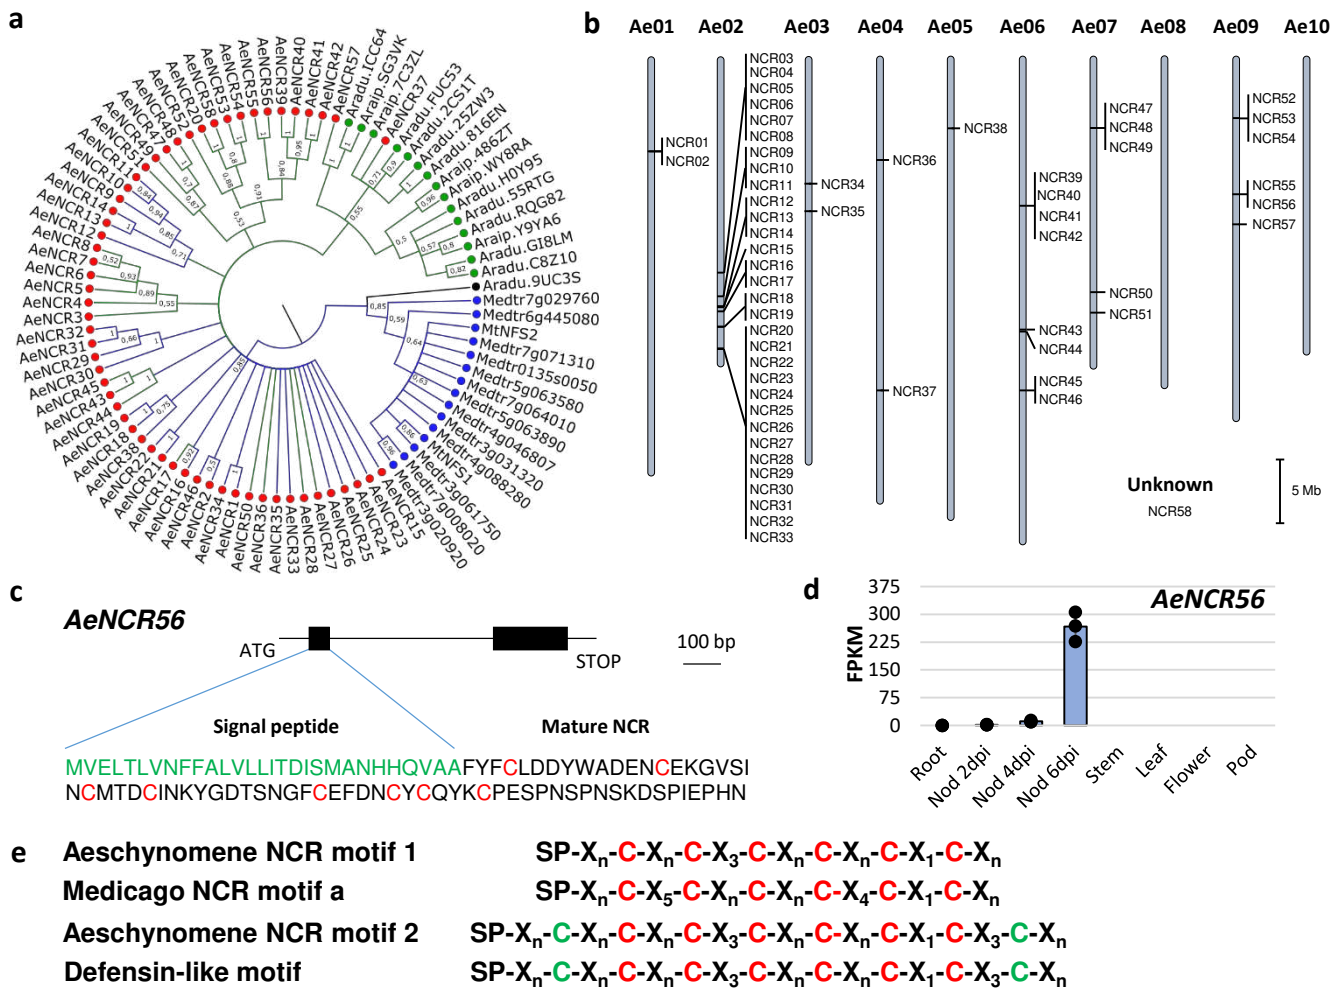 a
AeNCR11
AeNCR51
AeNCR49
AeNCR47
AeNCR48
AeNCR52
AeNCR20
AeNCR58
AeNCR53
AeNCR54
AeNCR55
AeNCR56
AeNCR39
AeNCR40
AeNCR41
AeNCR42
AeNCR57
Aradu.ICC64
Araip.SG3VK
Araip.7C3ZL
AeNCR37
Aradu.FUC53
Aradu.2CS1T
Aradu.25ZW3
Aradu.816EN
Araip.486ZT
Araip.WY8RA
Aradu.H0Y95
Aradu.55RTG
Aradu.RQG82
Araip.Y9YA6
Aradu.GI8LM
Aradu.C8Z10
Aradu.9UC3S
Medtr7g029760
Medtr6g445080
MtNFS2
Medtr7g071310
Medtr0135s0050
Medtr5g063580
Medtr7g064010
Medtr5g063890
Medtr4g046807
Medtr3g031320
Medtr4g088280
MtNFS1
Medtr3g061750
Medtr7g008020
Medtr3g020920
AeNCR15
AeNCR23
AeNCR24
AeNCR25
AeNCR26
AeNCR27
AeNCR28
AeNCR33
AeNCR35
AeNCR36
AeNCR50
AeNCR1
AeNCR34
AeNCR2
AeNCR46
AeNCR16
AeNCR17
AeNCR21
AeNCR22
AeNCR38
AeNCR18
AeNCR19
AeNCR44
AeNCR43
AeNCR45
AeNCR30
AeNCR29
AeNCR31
AeNCR32
AeNCR3
AeNCR4
AeNCR5
AeNCR6
AeNCR7
AeNCR8
AeNCR12
AeNCR13
AeNCR14
AeNCR9
AeNCR10
b
Ae01 Ae02 Ae03 Ae04 Ae05 Ae06 Ae07 Ae08 Ae09 Ae10
NCR01
NCR02
NCR03
NCR04
NCR05
NCR06
NCR07
NCR08
NCR09
NCR10
NCR11
NCR12
NCR13
NCR14
NCR15
NCR16
NCR17
NCR18
NCR19
NCR20
NCR21
NCR22
NCR23
NCR24
NCR25
NCR26
NCR27
NCR28
NCR29
NCR30
NCR31
NCR32
NCR33
NCR34
NCR35
NCR36
NCR37
NCR38
NCR39
NCR40
NCR41
NCR42
NCR43
NCR44
NCR45
NCR46
NCR47
NCR48
NCR49
NCR50
NCR51
NCR52
NCR53
NCR54
NCR55
NCR56
NCR57
Unknown
NCR58
5 Mb
c
AeNCR56
ATG
STOP
100 bp
Signal peptide Mature NCR
MVELTLVNFFALVLLITDISMANHHQVAAFYFCLDDYWADENCEKGVSI
NCMTDCINKYGDTSNGFCEFDNCYCQYKCPESPNSPNSKDSPIEPHN
d
AeNCR56
FPKM
375
300
225
150
75
0
Root
Nod 2dpi
Nod 4dpi
Nod 6dpi
Stem
Leaf
Flower
Pod
e
Aeschynomene NCR motif 1 SP-Xn-C-Xn-C-X3-C-Xn-C-Xn-C-X1-C-Xn
Medicago NCR motif a SP-Xn-C-X5-C-Xn-C-Xn-C-X4-C-X1-C-Xn
Aeschynomene NCR motif 2 SP-Xn-C-Xn-C-Xn-C-X3-C-Xn-C-Xn-C-X1-C-X3-C-Xn
Defensin-like motif SP-Xn-C-Xn-C-Xn-C-X3-C-Xn-C-Xn-C-X1-C-X3-C-Xn